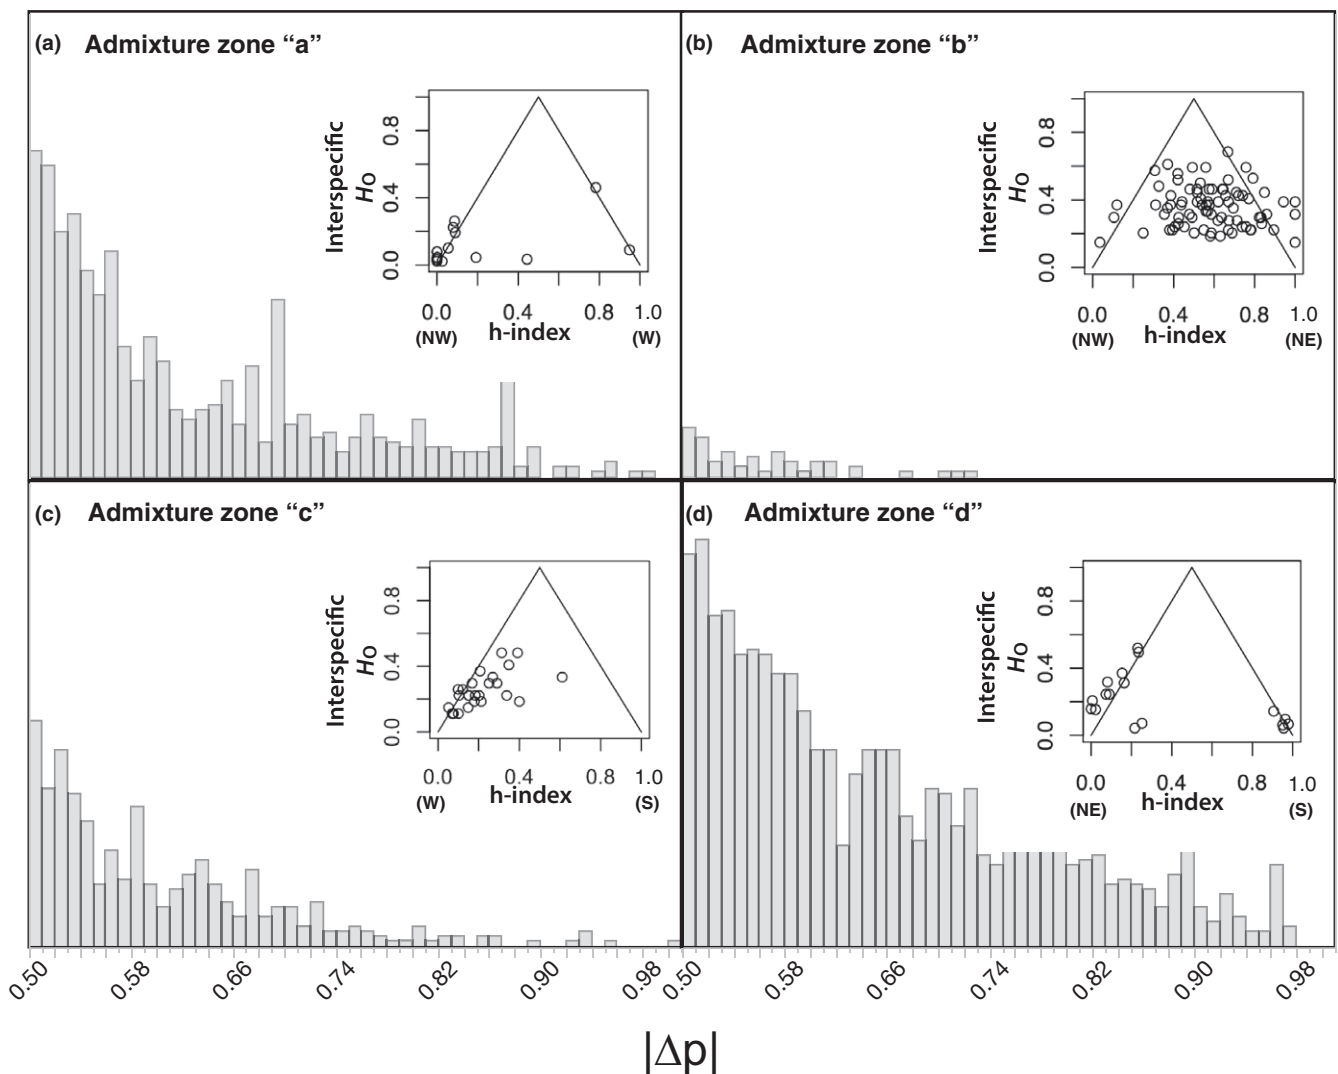 (a) Admixture zone “a”
Interspecific
Ho
0.8
0.4
0.0
0.0 0.4 0.8 1.0
(NW) h-index (W)
(b) Admixture zone “b”
Interspecific
Ho
0.8
0.4
0.0
0.0 0.4 0.8 1.0
(NW) h-index (NE)
(c) Admixture zone “c”
Interspecific
Ho
0.8
0.4
0.0
0.0 0.4 0.8 1.0
(W) h-index (S)
(d) Admixture zone “d”
Interspecific
Ho
0.8
0.4
0.0
0.0 0.4 0.8 1.0
(NE) h-index (S)
0.50 0.58 0.66 0.74 0.82 0.90 0.98 0.50 0.58 0.66 0.74 0.82 0.90 0.98
|Δp|